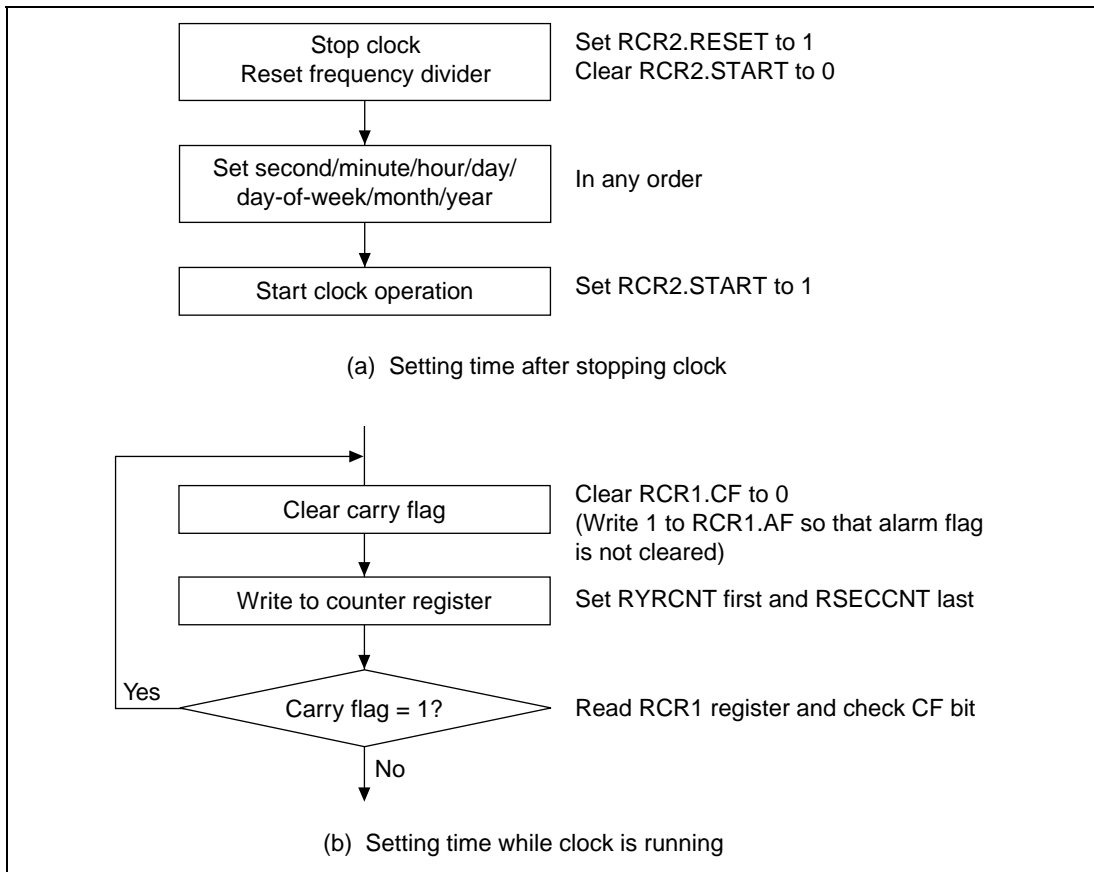 Stop clock
Reset frequency divider
Set RCR2.RESET to 1
Clear RCR2.START to 0
Set second/minute/hour/day/
day-of-week/month/year
In any order
Start clock operation
Set RCR2.START to 1
(a) Setting time after stopping clock
Clear carry flag
Clear RCR1.CF to 0
(Write 1 to RCR1.AF so that alarm flag
is not cleared)
Write to counter register
Set RYRCNT first and RSECCNT last
Yes
Carry flag = 1?
Read RCR1 register and check CF bit
No
(b) Setting time while clock is running